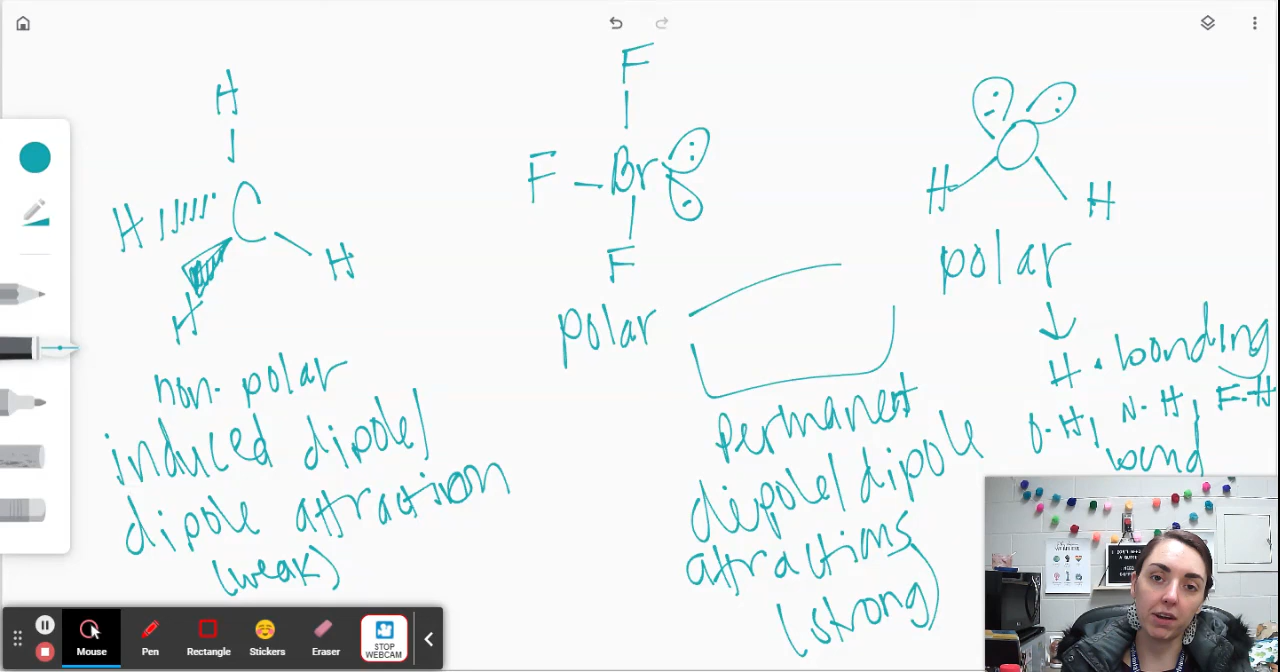 H
H
C
H
H
non-polar
induced dipole/
dipole attraction
(weak)
F
F
Br
F
polar
permanent
diepole/dipole
attractions
(strong)
O
H
H
polar
H-bonding
O-H, N-H, F-H
bond
Mouse
Pen
Rectangle
Stickers
Eraser
STOP
WEBCAM